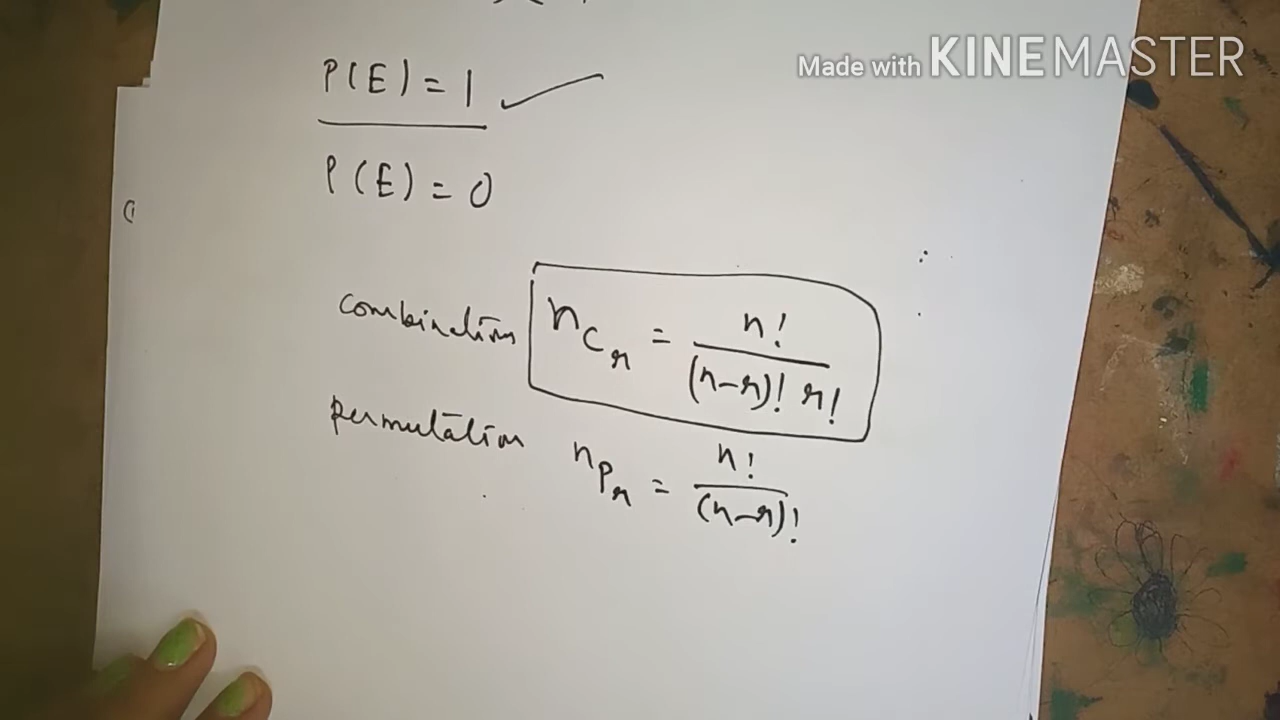 Made with KINEMASTER
P(E) = 1 ✓
P(E) = 0
combination nCr = n! / (n-r)! r!
permutation nPr = n! / (n-r)!